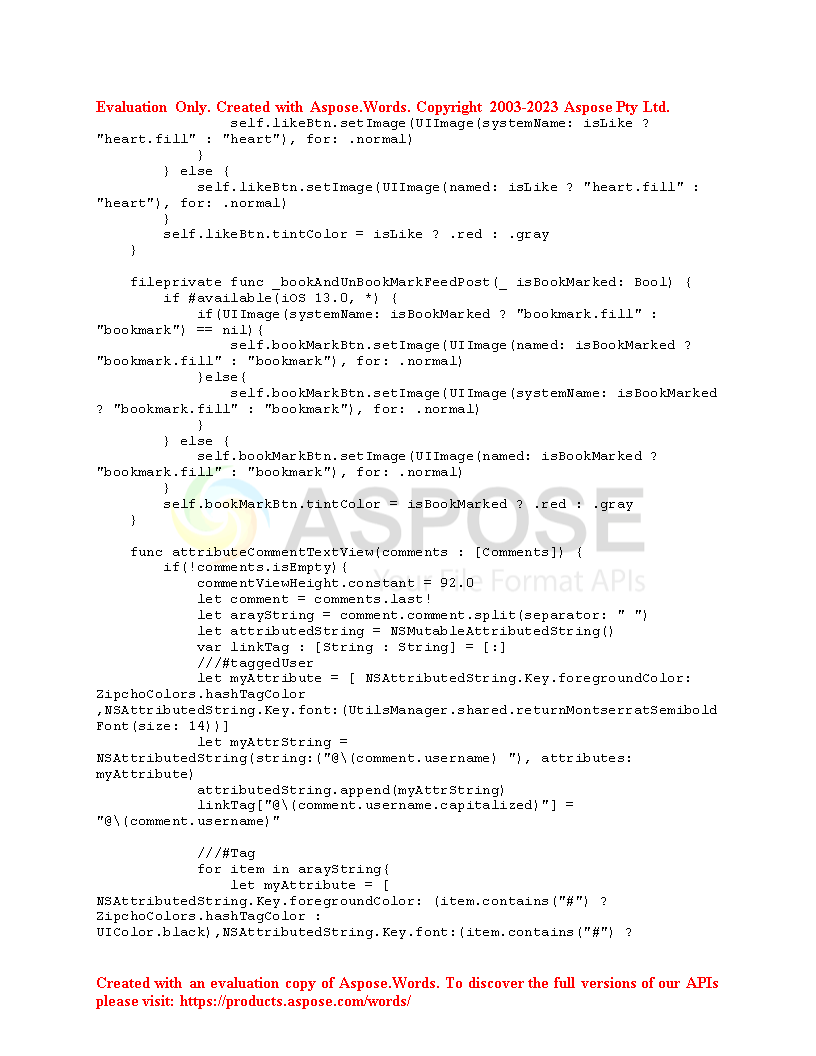 Evaluation Only. Created with Aspose.Words. Copyright 2003-2023 Aspose Pty Ltd.
self.likeBtn.setImage(UIImage(systemName: isLike ?
"heart.fill" : "heart"), for: .normal)
}
} else {
self.likeBtn.setImage(UIImage(named: isLike ? "heart.fill" :
"heart"), for: .normal)
}
self.likeBtn.tintColor = isLike ? .red : .gray
}
fileprivate func _bookAndUnBookMarkFeedPost(_ isBookMarked: Bool) {
if #available(iOS 13.0, *) {
if(UIImage(systemName: isBookMarked ? "bookmark.fill" :
"bookmark") == nil){
self.bookMarkBtn.setImage(UIImage(named: isBookMarked ?
"bookmark.fill" : "bookmark"), for: .normal)
}else{
self.bookMarkBtn.setImage(UIImage(systemName: isBookMarked
? "bookmark.fill" : "bookmark"), for: .normal)
}
} else {
self.bookMarkBtn.setImage(UIImage(named: isBookMarked ?
"bookmark.fill" : "bookmark"), for: .normal)
}
self.bookMarkBtn.tintColor = isBookMarked ? .red : .gray
}
ASPOSE
Your File Format APIs
func attributeCommentTextView(comments : [Comments]) {
if(!comments.isEmpty){
commentViewHeight.constant = 92.0
let comment = comments.last!
let arayString = comment.comment.split(separator: " ")
let attributedString = NSMutableAttributedString()
var linkTag : [String : String] = [:]
///#taggedUser
let myAttribute = [ NSAttributedString.Key.foregroundColor:
ZipchoColors.hashTagColor
,NSAttributedString.Key.font:(UtilsManager.shared.returnMontserratSemibold
Font(size: 14))]
let myAttrString =
NSAttributedString(string:("@\(comment.username) "), attributes:
myAttribute)
attributedString.append(myAttrString)
linkTag["@\(comment.username.capitalized)"] =
"@\(comment.username)"
///#Tag
for item in arayString{
let myAttribute = [
NSAttributedString.Key.foregroundColor: (item.contains("#") ?
ZipchoColors.hashTagColor :
UIColor.black),NSAttributedString.Key.font:(item.contains("#") ?
Created with an evaluation copy of Aspose.Words. To discover the full versions of our APIs
please visit: https://products.aspose.com/words/